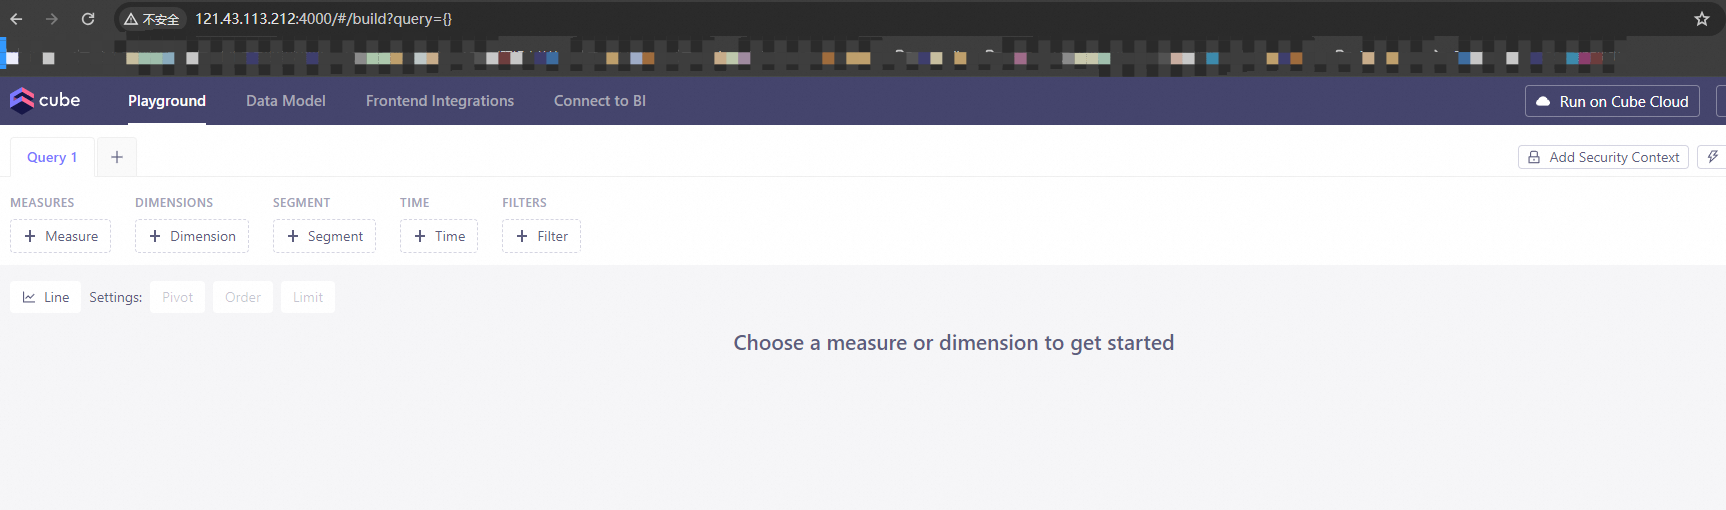 不安全 121.43.113.212:4000/#/build?query={}
cube Playground Data Model Frontend Integrations Connect to BI Run on Cube Cloud
Query 1 + Add Security Context
MEASURES DIMENSIONS SEGMENT TIME FILTERS
+ Measure + Dimension + Segment + Time + Filter
Line Settings: Pivot Order Limit
Choose a measure or dimension to get started